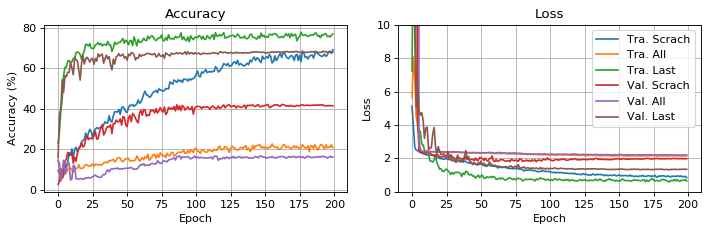 Accuracy
Accuracy (%)
80
60
40
20
0
0 25 50 75 100 125 150 175 200
Epoch
Loss
Loss
10
8
6
4
2
0
Tra. Scrach
Tra. All
Tra. Last
Val. Scrach
Val. All
Val. Last
0 25 50 75 100 125 150 175 200
Epoch